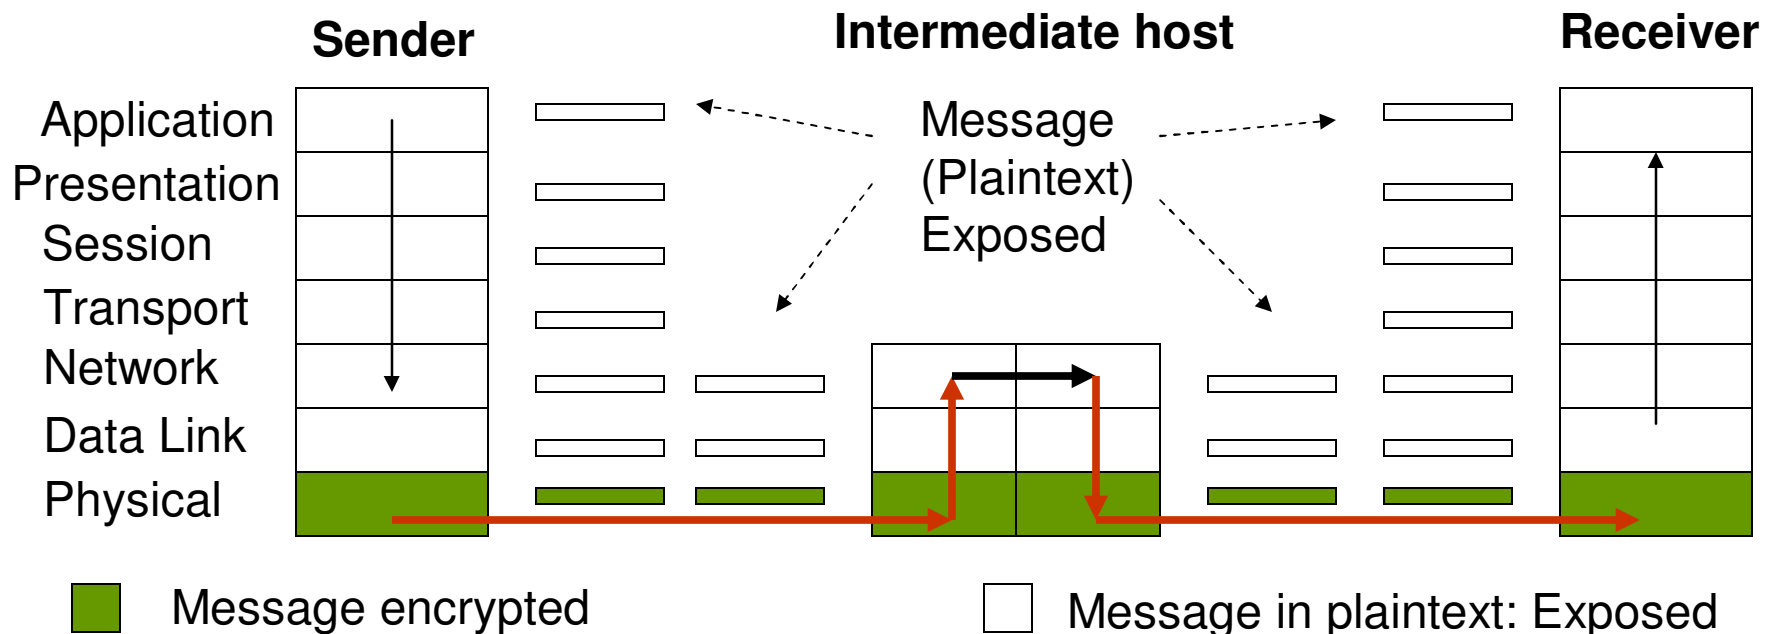 Sender
Intermediate host
Receiver
Application
Presentation
Session
Transport
Network
Data Link
Physical
Message
(Plaintext)
Exposed
Message encrypted
Message in plaintext: Exposed